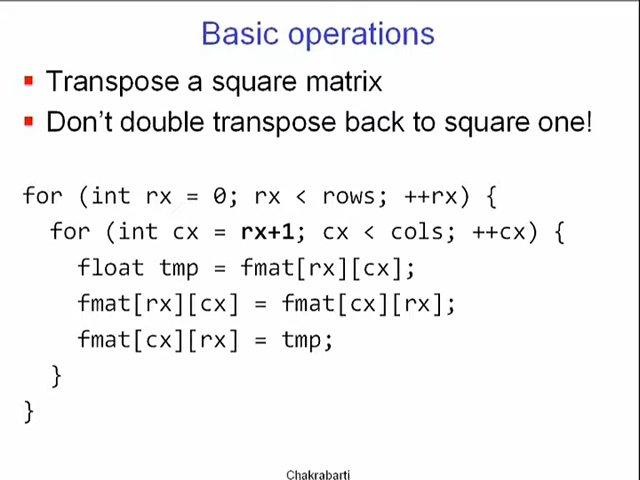 Basic operations
Transpose a square matrix
Don't double transpose back to square one!
for (int rx = 0; rx < rows; ++rx) {
for (int cx = rx+1; cx < cols; ++cx) {
float tmp = fmat[rx][cx];
fmat[rx][cx] = fmat[cx][rx];
fmat[cx][rx] = tmp;
}
}
Chakrabarti